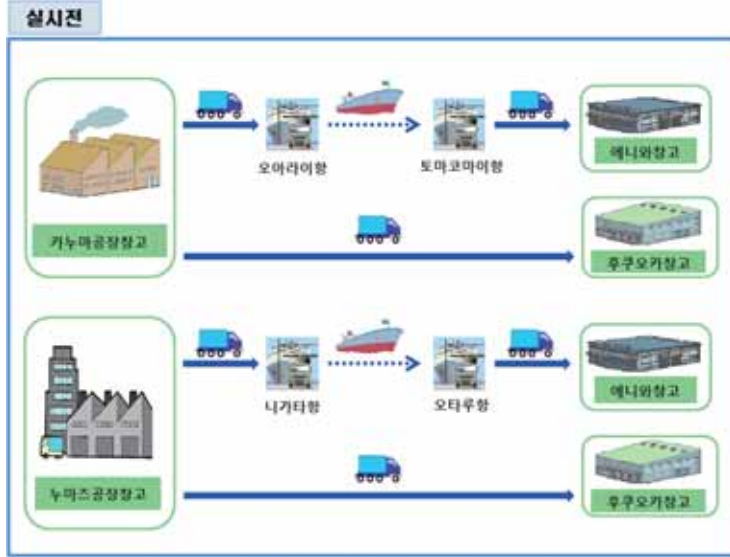 실시전
오아라이항
토마코마이항
에니와창고
카누마공장창고
후쿠오카창고
니가타항
오타루항
에니와창고
누마즈공장창고
후쿠오카창고